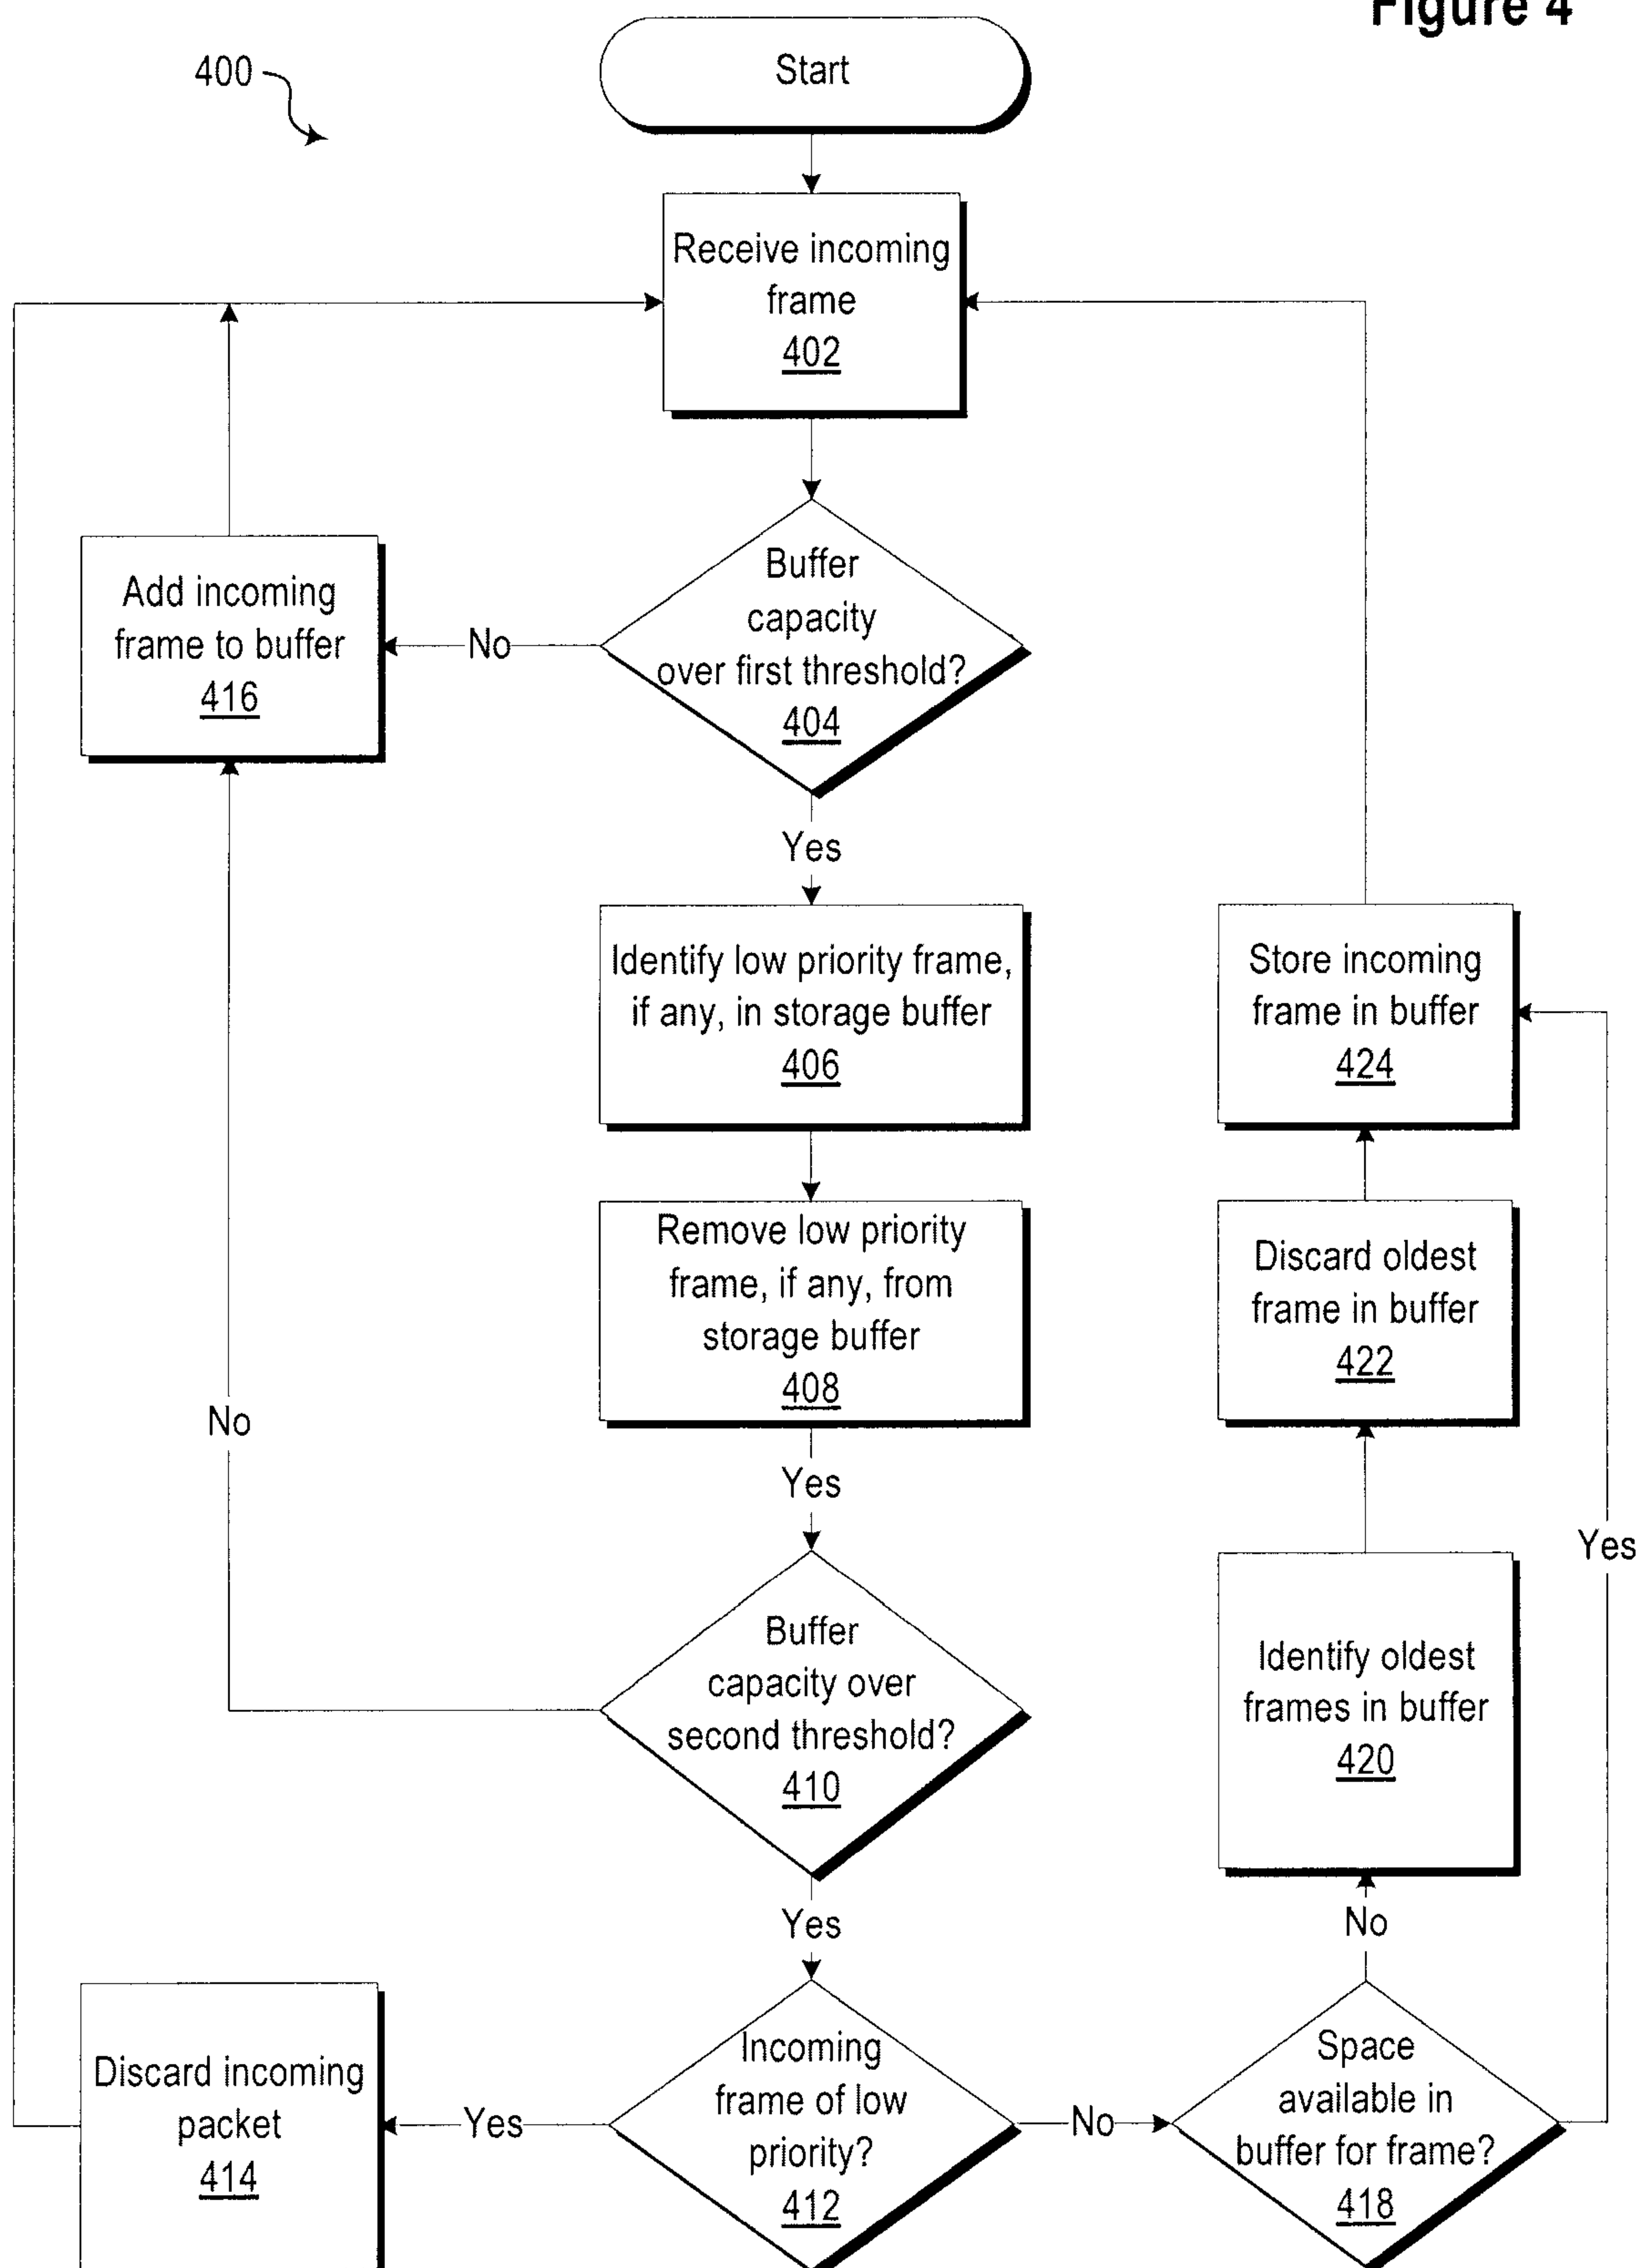 Figure 4
400
Start
Receive incoming
frame
402
Buffer
capacity
over first threshold?
404
No
Add incoming
frame to buffer
416
Yes
Identify low priority frame,
if any, in storage buffer
406
Store incoming
frame in buffer
424
Remove low priority
frame, if any, from
storage buffer
408
Discard oldest
frame in buffer
422
No
Yes
Yes
Buffer
capacity over
second threshold?
410
Identify oldest
frames in buffer
420
Yes
No
Discard incoming
packet
414
Yes
Incoming
frame of low
priority?
412
No
Space
available in
buffer for frame?
418